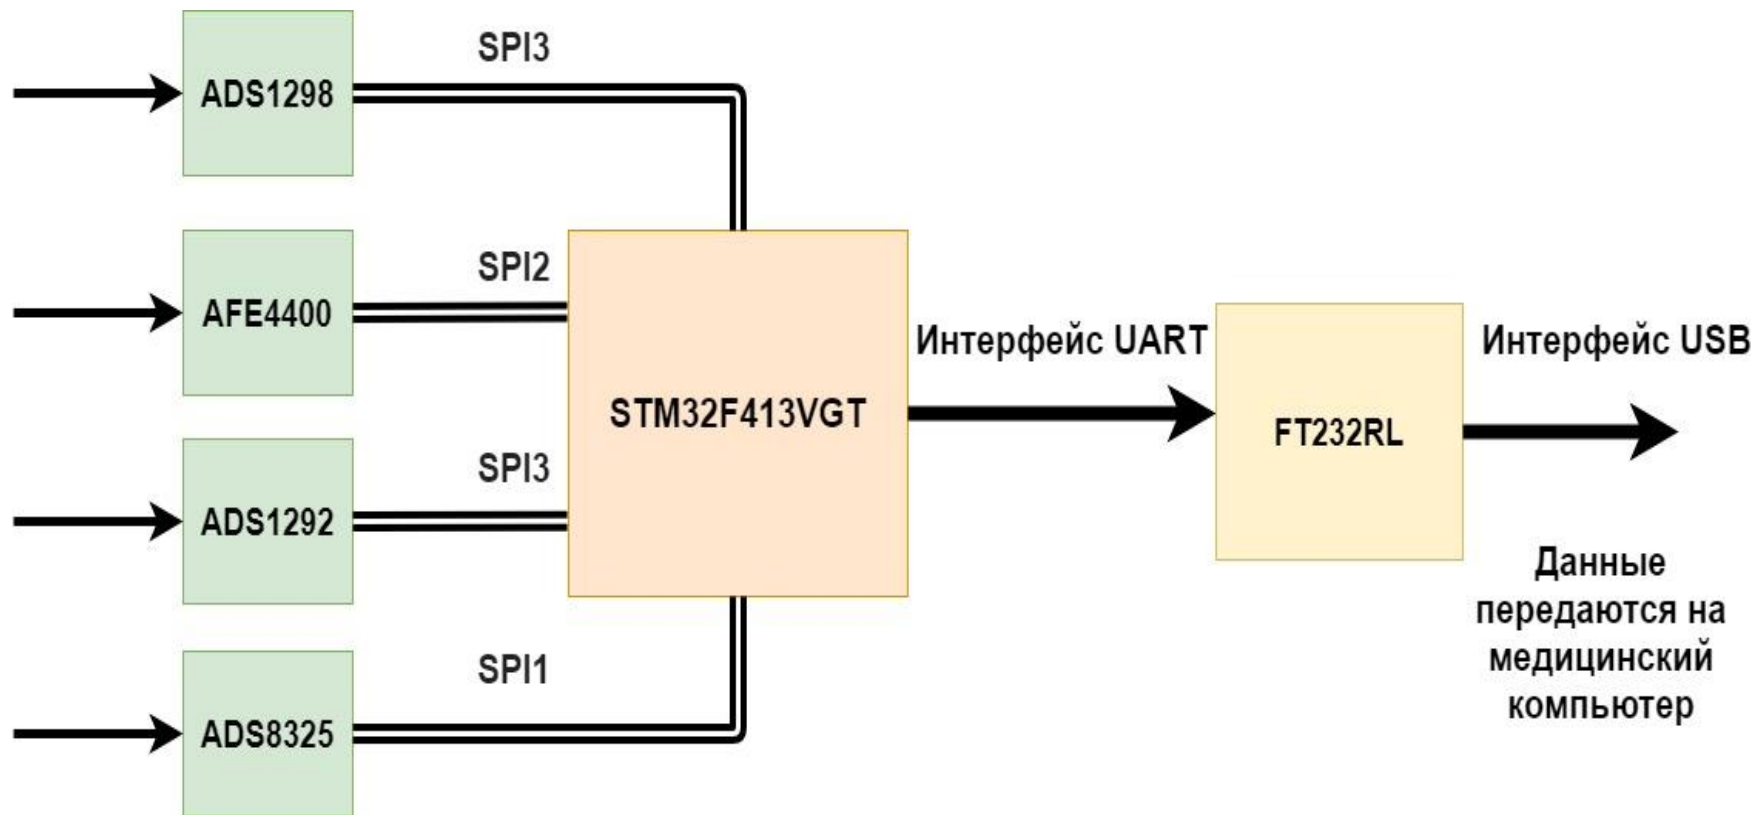 SPI3
ADS1298
SPI2
AFE4400
Интерфейс UART
Интерфейс USB
STM32F413VGT
FT232RL
SPI3
ADS1292
Данные
передаются на
медицинский
компьютер
SPI1
ADS8325